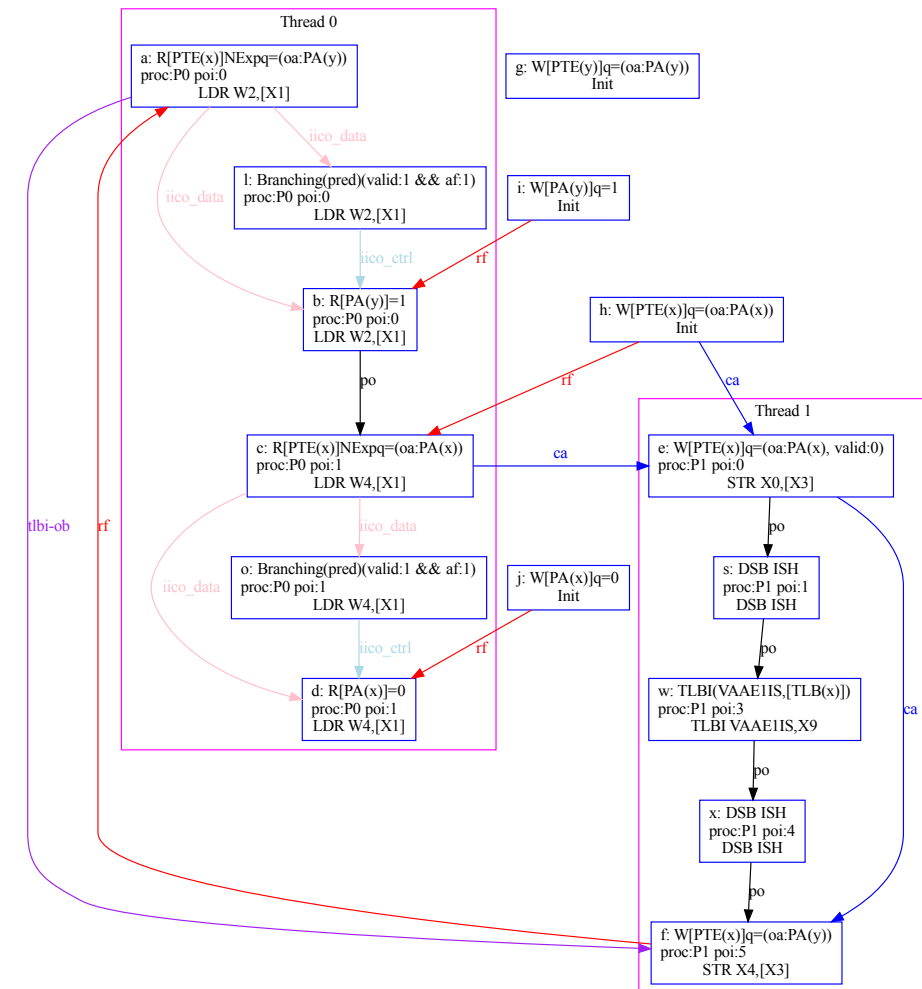 Thread 0
a: R[PTE(x)]NExpq=(oa:PA(y))
proc:P0 poi:0
LDR W2,[X1]
g: W[PTE(y)]q=(oa:PA(y))
Init
iico_data
l: Branching(pred)(valid:1 && af:1)
proc:P0 poi:0
LDR W2,[X1]
iico_data
i: W[PA(y)]q=1
Init
iico_ctrl
rf
b: R[PA(y)]=1
proc:P0 poi:0
LDR W2,[X1]
h: W[PTE(x)]q=(oa:PA(x))
Init
po
rf
ca
Thread 1
c: R[PTE(x)]NExpq=(oa:PA(x))
proc:P0 poi:1
LDR W4,[X1]
ca
e: W[PTE(x)]q=(oa:PA(x), valid:0)
proc:P1 poi:0
STR X0,[X3]
tlbi-ob
rf
iico_data
po
o: Branching(pred)(valid:1 && af:1)
proc:P0 poi:1
LDR W4,[X1]
iico_data
j: W[PA(x)]q=0
Init
s: DSB ISH
proc:P1 poi:1
DSB ISH
iico_ctrl
rf
po
d: R[PA(x)]=0
proc:P0 poi:1
LDR W4,[X1]
w: TLBI(VAAE1IS,[TLB(x)])
proc:P1 poi:3
TLBI VAAE1IS,X9
ca
po
x: DSB ISH
proc:P1 poi:4
DSB ISH
po
f: W[PTE(x)]q=(oa:PA(y))
proc:P1 poi:5
STR X4,[X3]